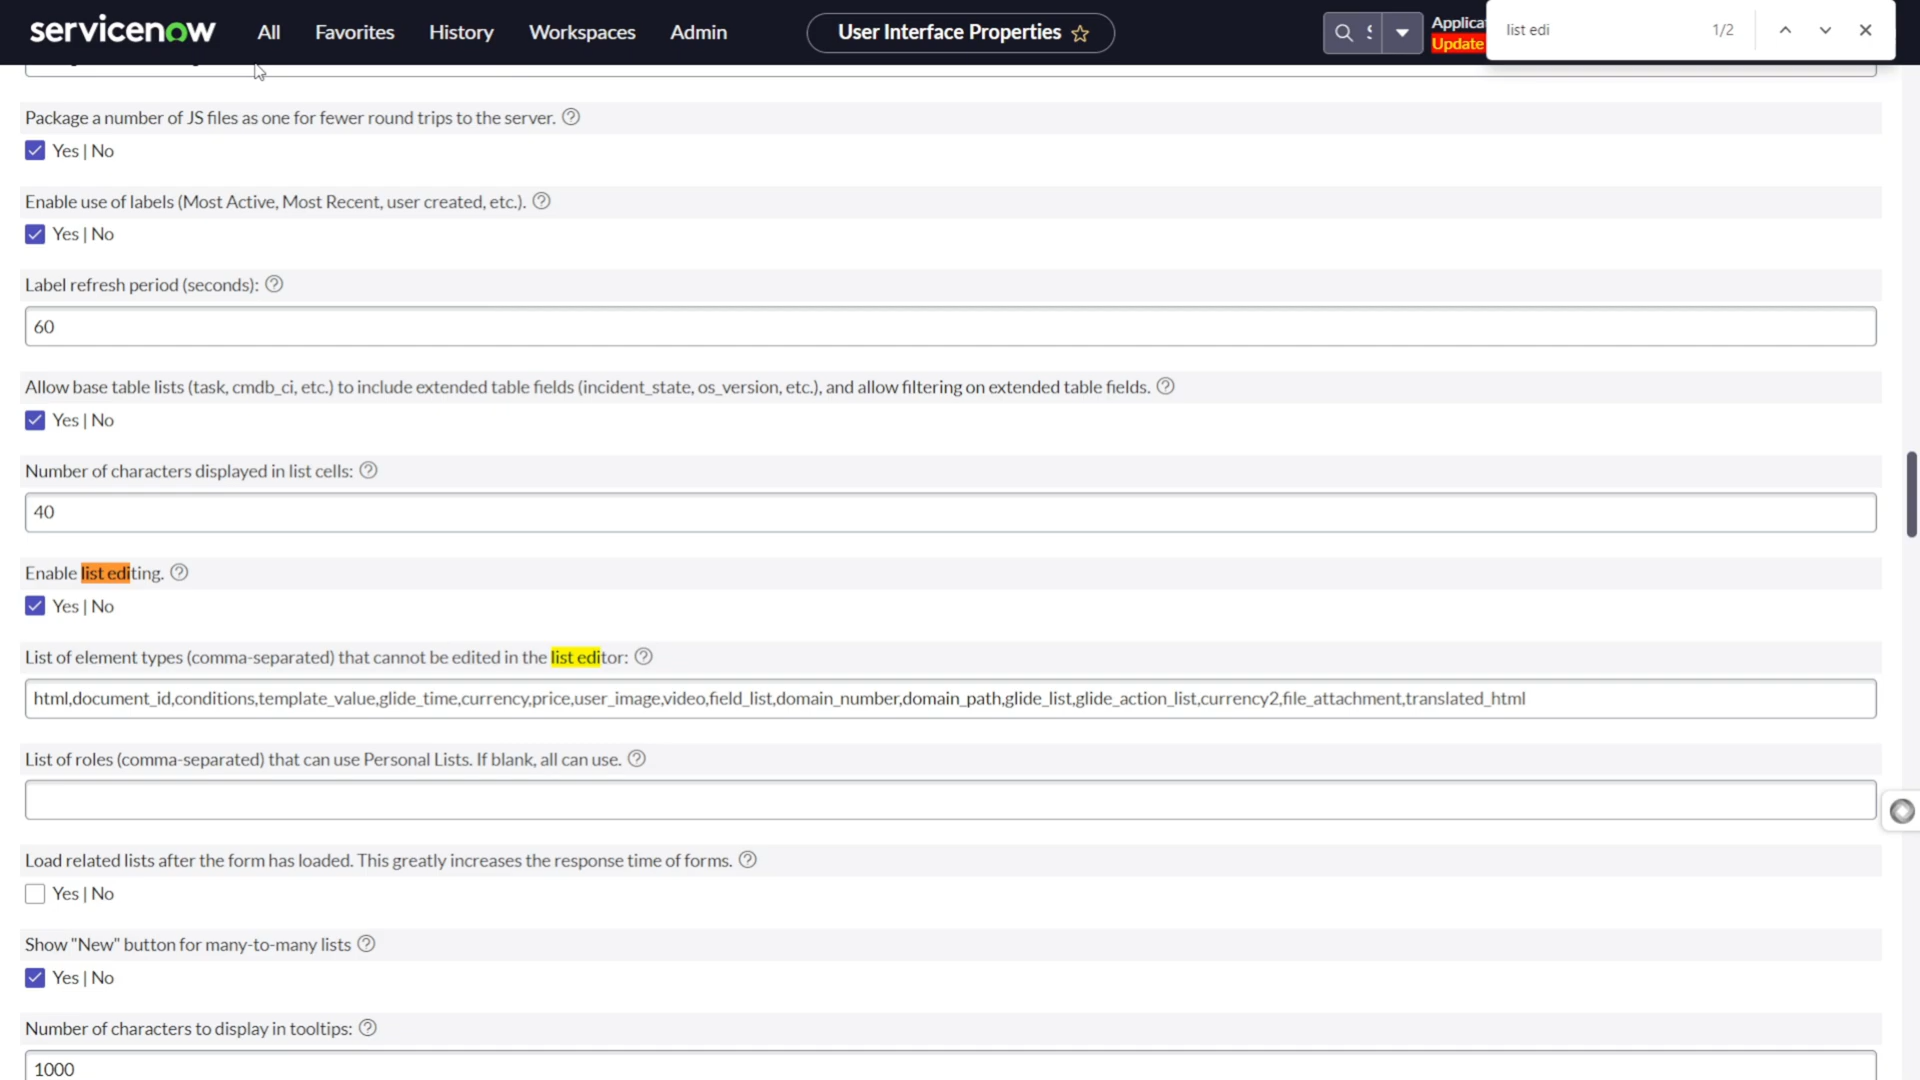 servicenow All Favorites History Workspaces Admin User Interface Properties Applica
Update
list edi 1/2
Package a number of JS files as one for fewer round trips to the server.
Yes | No
Enable use of labels (Most Active, Most Recent, user created, etc.).
Yes | No
Label refresh period (seconds):
60
Allow base table lists (task, cmdb_ci, etc.) to include extended table fields (incident_state, os_version, etc.), and allow filtering on extended table fields.
Yes | No
Number of characters displayed in list cells:
40
Enable list editing.
Yes | No
List of element types (comma-separated) that cannot be edited in the list editor:
html,document_id,conditions,template_value,glide_time,currency,price,user_image,video,field_list,domain_number,domain_path,glide_list,glide_action_list,currency2,file_attachment,translated_html
List of roles (comma-separated) that can use Personal Lists. If blank, all can use.
Load related lists after the form has loaded. This greatly increases the response time of forms.
Yes | No
Show "New" button for many-to-many lists
Yes | No
Number of characters to display in tooltips:
1000